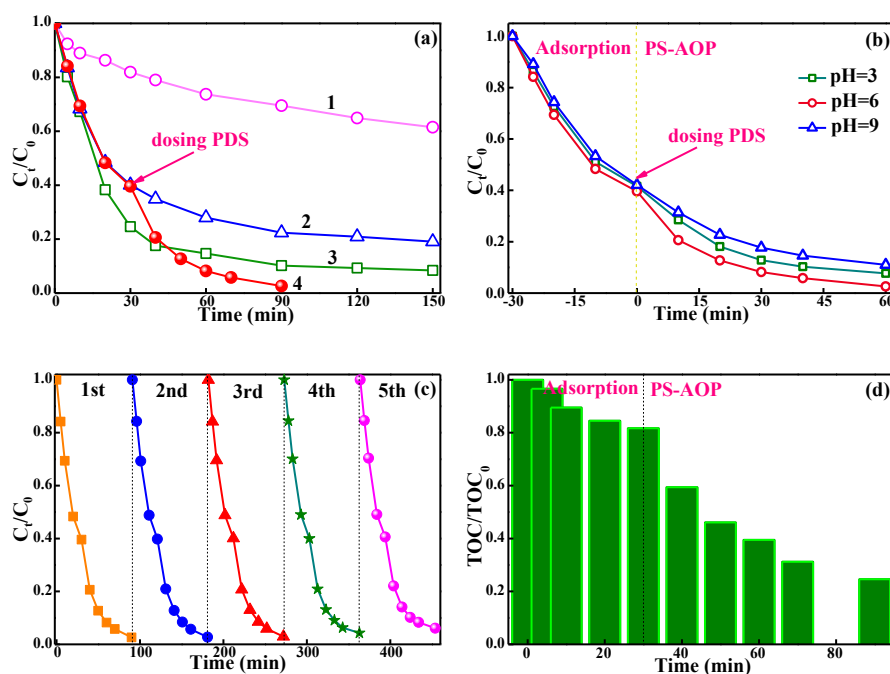 (a)
1.0
0.8
0.6
0.4
0.2
0.0
C_t/C_0
1
dosing PDS
2
3
4
0 30 60 90 120 150
Time (min)
(b)
Adsorption PS-AOP
pH=3
pH=6
pH=9
dosing PDS
1.0
0.8
0.6
0.4
0.2
0.0
C_t/C_0
-30 -15 0 15 30 45 60
Time (min)
(c)
1st 2nd 3rd 4th 5th
1.0
0.8
0.6
0.4
0.2
0.0
C_t/C_0
0 100 200 300 400
Time (min)
(d)
Adsorption PS-AOP
1.0
0.8
0.6
0.4
0.2
0.0
TOC/TOC_0
0 20 40 60 80
Time (min)